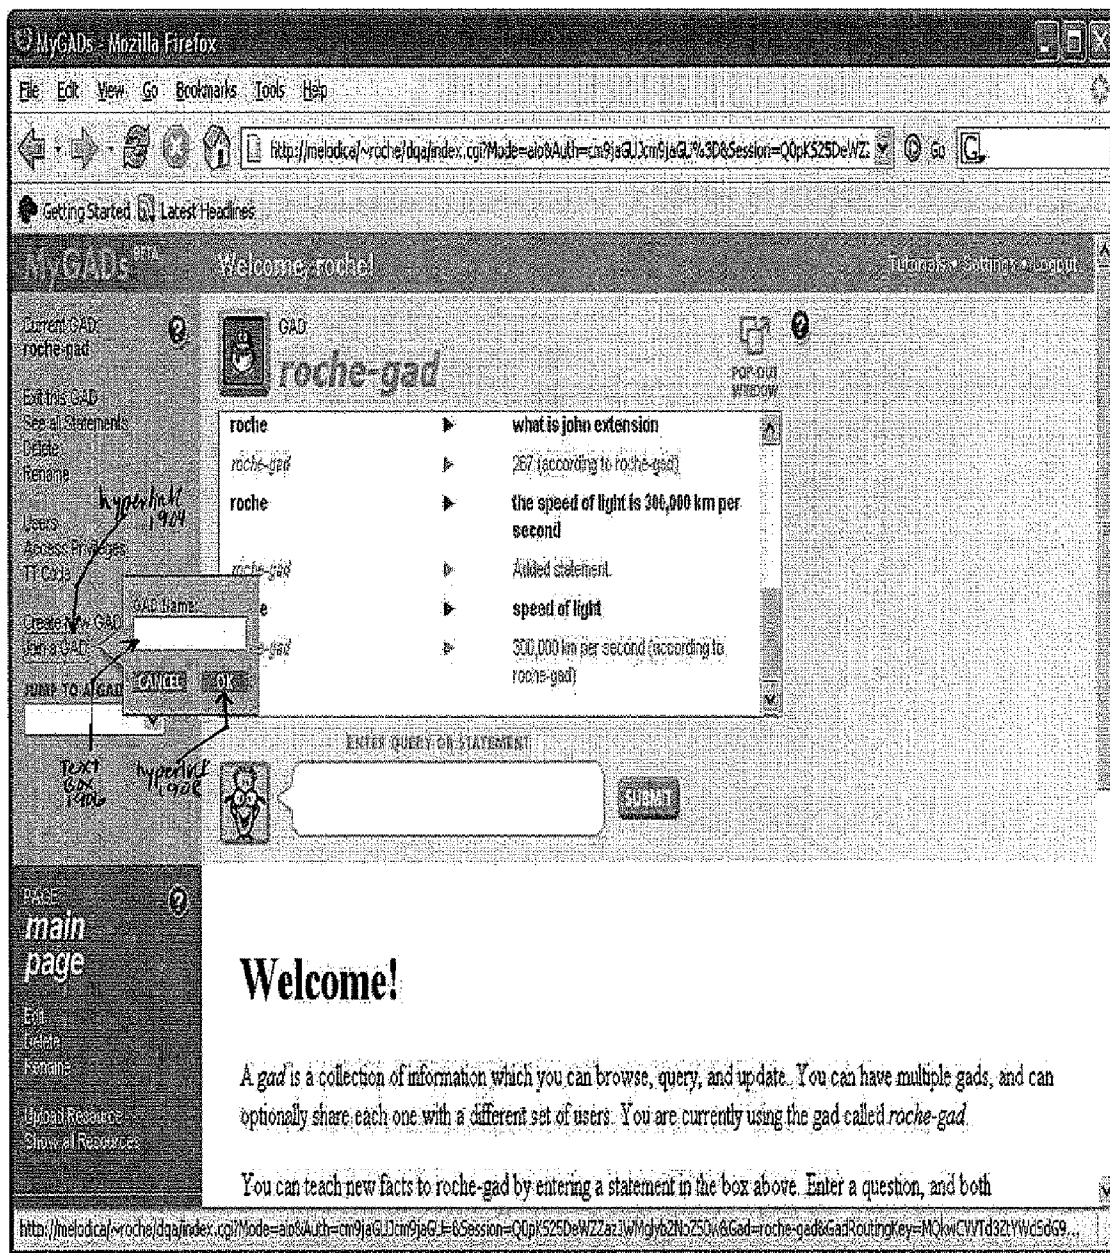 MyGADs - Mozilla Firefox
File Edit View Go Bookmarks Tools Help
Go
Getting Started Latest Headlines
MyGADs BETA
Welcome, roche!
Tutorials • Settings • Logout
Current GAD:
roche-gad
Exit this GAD
See all Statements
Delete
Rename
hyperlink
1904
Users
Access Privileges
TT Code
Create New GAD
Join a GAD
JUMP TO A GAD
GAD Name:
CANCEL OK
Text
Box
1906
hyperlink
1908
GAD
roche-gad
POP-OUT
WINDOW
roche what is john extension
roche-gad 267 (according to roche-gad)
roche the speed of light is 300,000 km per
second
roche-gad Added statement.
e speed of light
-gad 300,000 km per second (according to
roche-gad)
ENTER QUERY OR STATEMENT
SUBMIT
PAGE
main
page
Edit
Delete
Rename
Upload Resource
Show all Resources
Welcome!
A gad is a collection of information which you can browse, query, and update. You can have multiple gads, and can
optionally share each one with a different set of users. You are currently using the gad called roche-gad.
You can teach new facts to roche-gad by entering a statement in the box above. Enter a question, and both